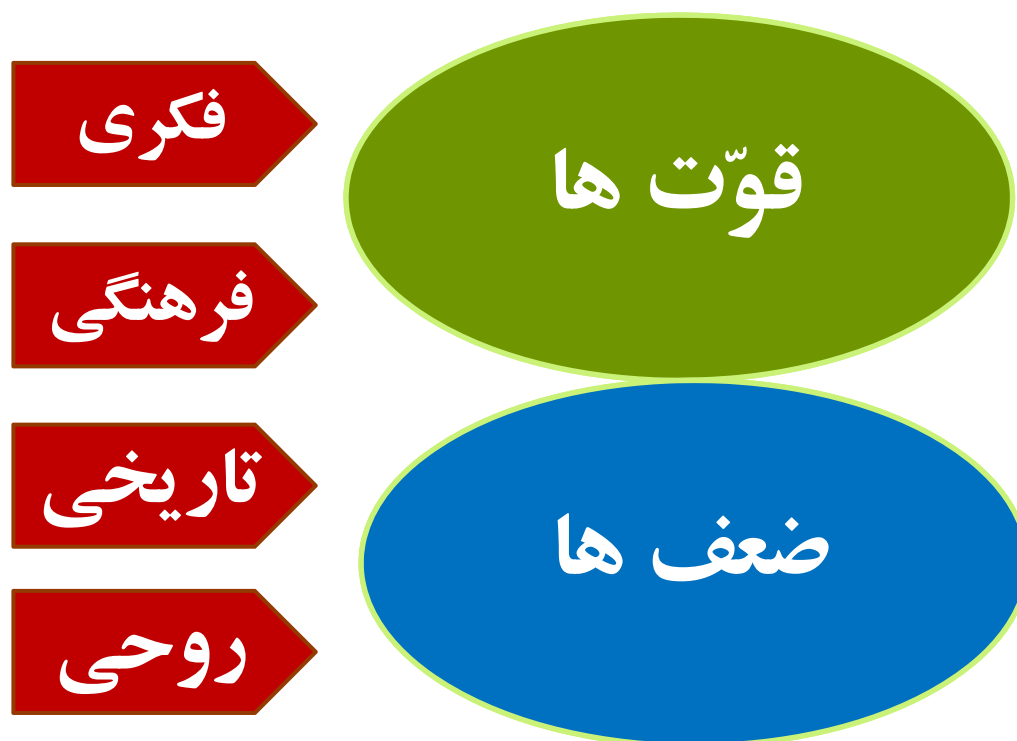 قوّت ها
ضعف ها
فکری
فرهنگی
تاریخی
روحی